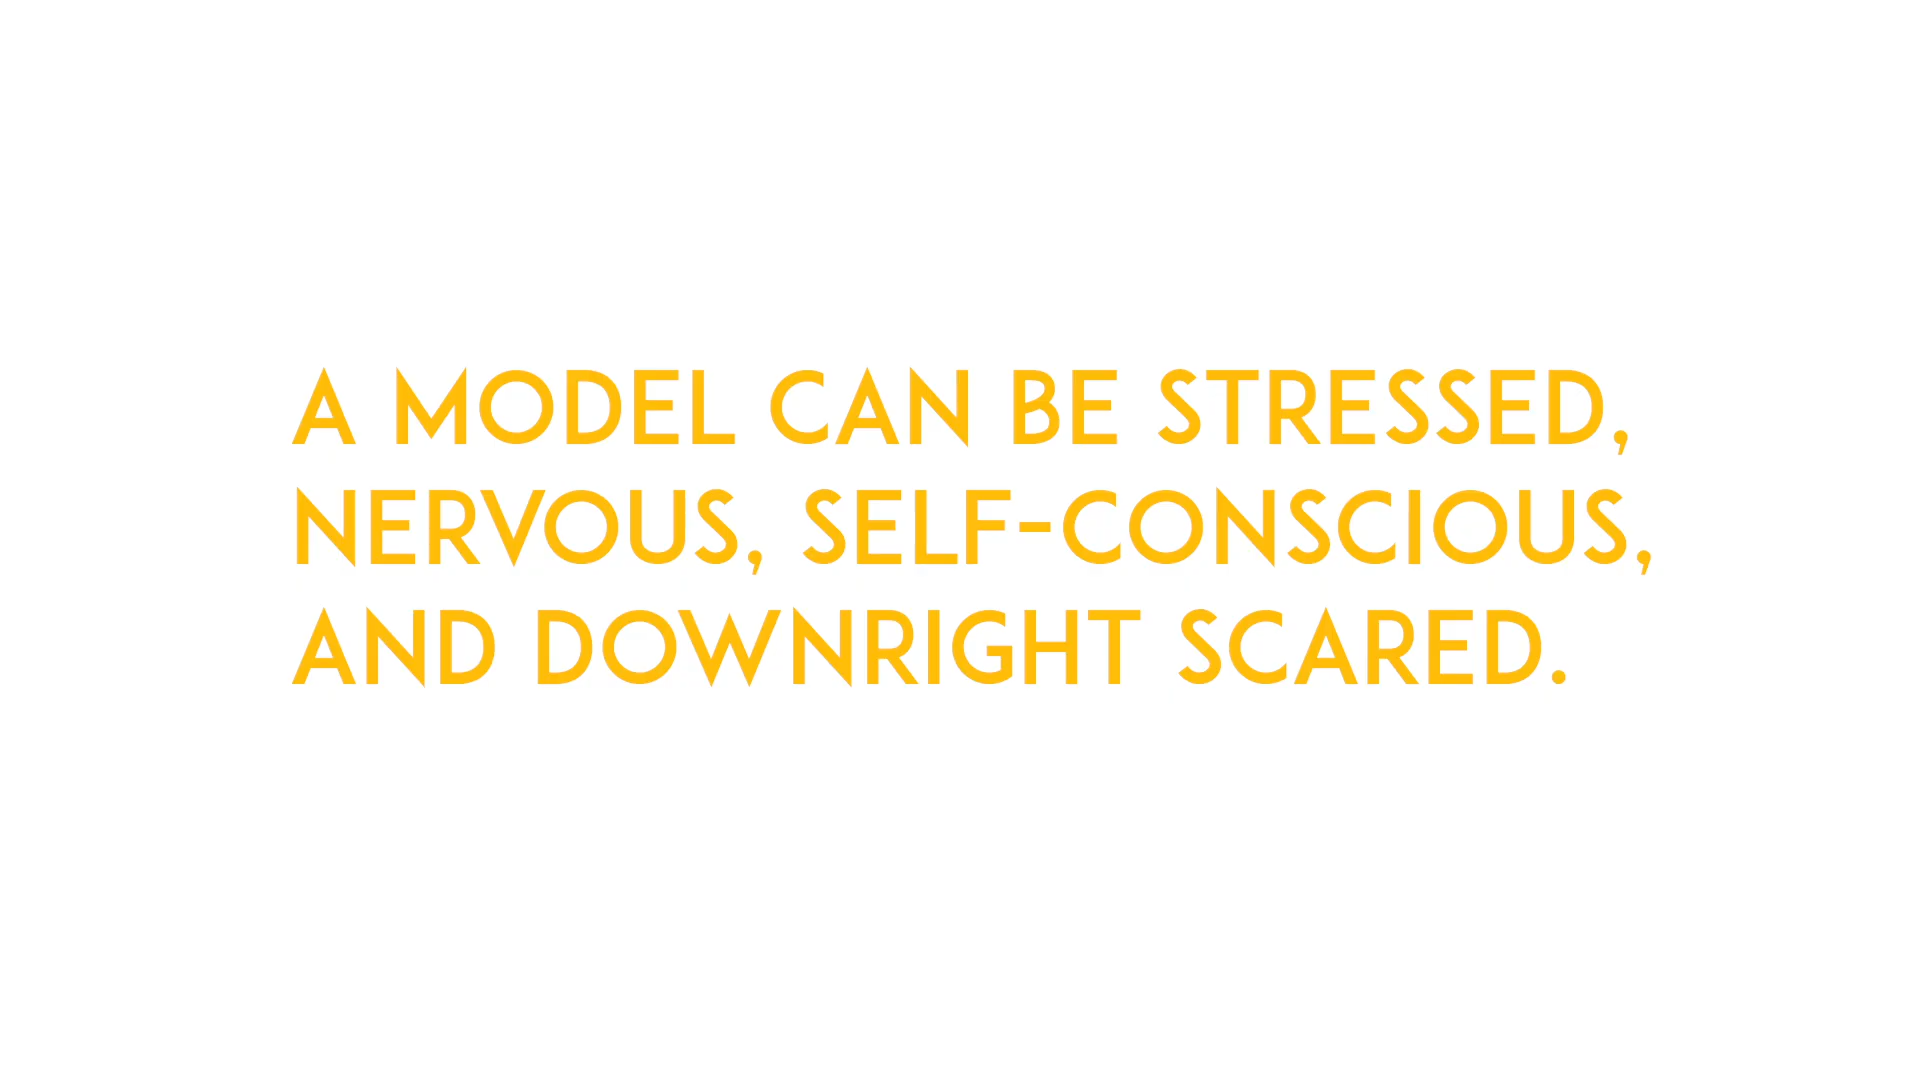 A MODEL CAN BE STRESSED,
NERVOUS, SELF-CONSCIOUS,
AND DOWNRIGHT SCARED.